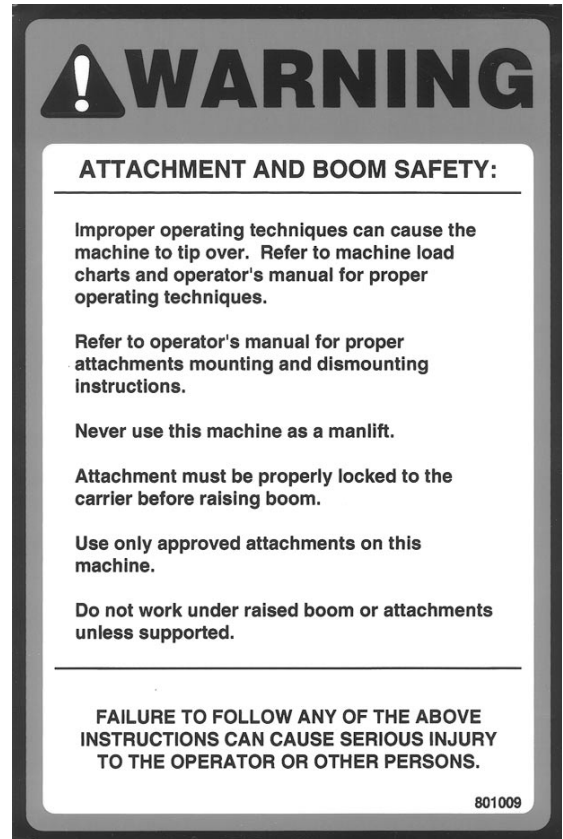 WARNING
ATTACHMENT AND BOOM SAFETY:
Improper operating techniques can cause the
machine to tip over. Refer to machine load
charts and operator's manual for proper
operating techniques.
Refer to operator's manual for proper
attachments mounting and dismounting
instructions.
Never use this machine as a manlift.
Attachment must be properly locked to the
carrier before raising boom.
Use only approved attachments on this
machine.
Do not work under raised boom or attachments
unless supported.
FAILURE TO FOLLOW ANY OF THE ABOVE
INSTRUCTIONS CAN CAUSE SERIOUS INJURY
TO THE OPERATOR OR OTHER PERSONS.
801009